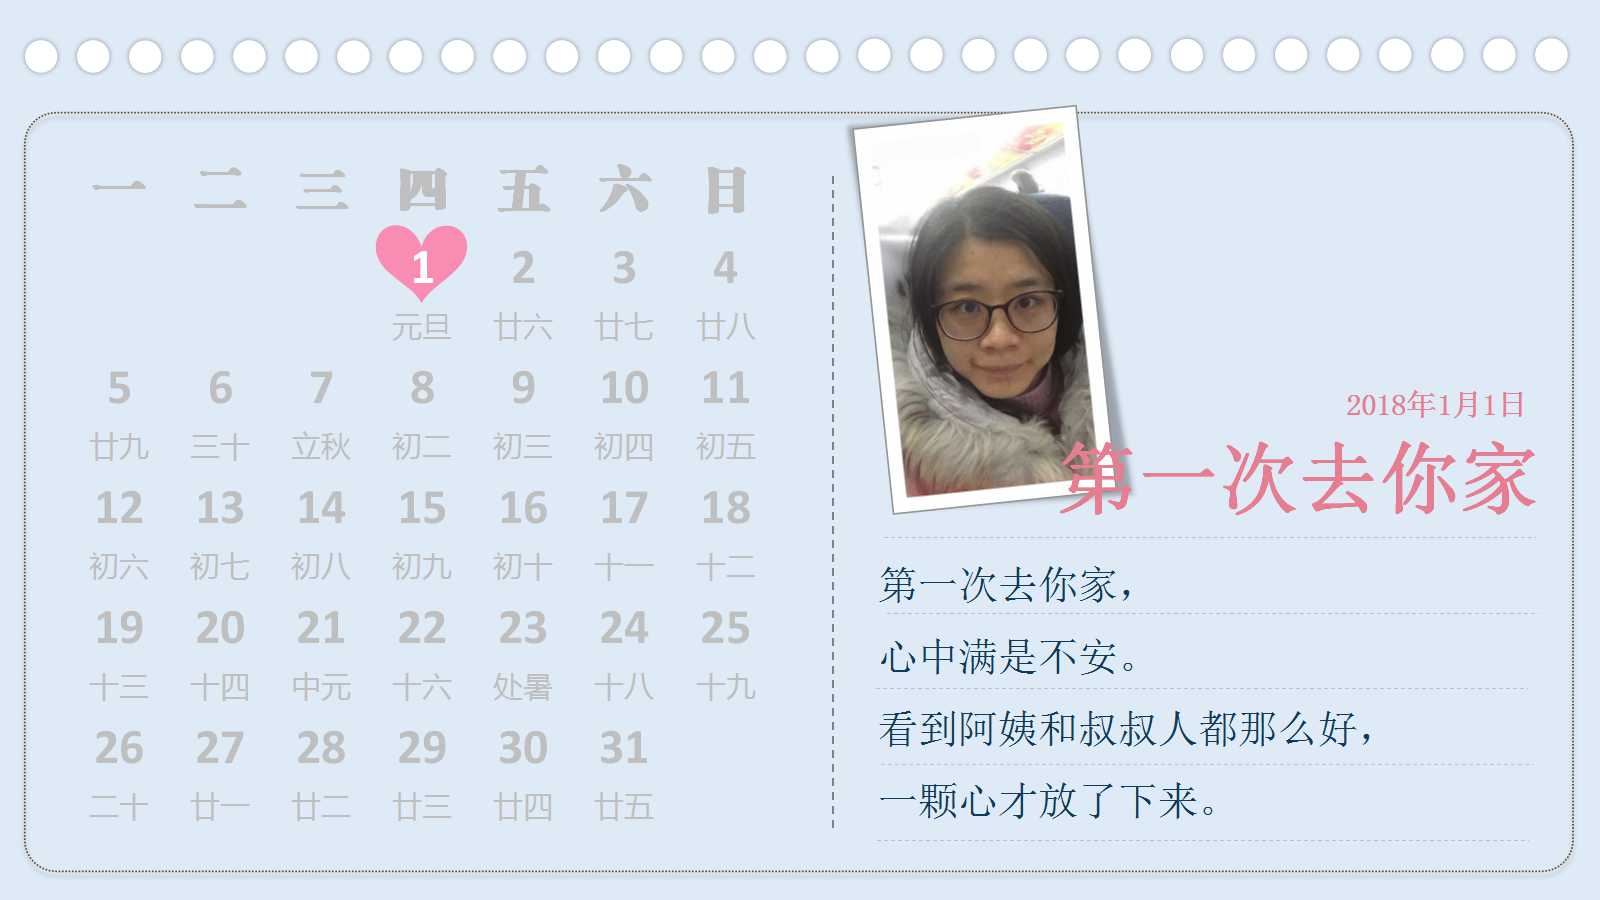 一 二 三 四 五 六 日
1 2 3 4
元旦 廿六 廿七 廿八
5 6 7 8 9 10 11
廿九 三十 立秋 初二 初三 初四 初五
12 13 14 15 16 17 18
初六 初七 初八 初九 初十 十一 十二
19 20 21 22 23 24 25
十三 十四 中元 十六 处暑 十八 十九
26 27 28 29 30 31
二十 廿一 廿二 廿三 廿四 廿五
2018年1月1日
第一次去你家
第一次去你家，
心中满是不安。
看到阿姨和叔叔人都那么好，
一颗心才放了下来。